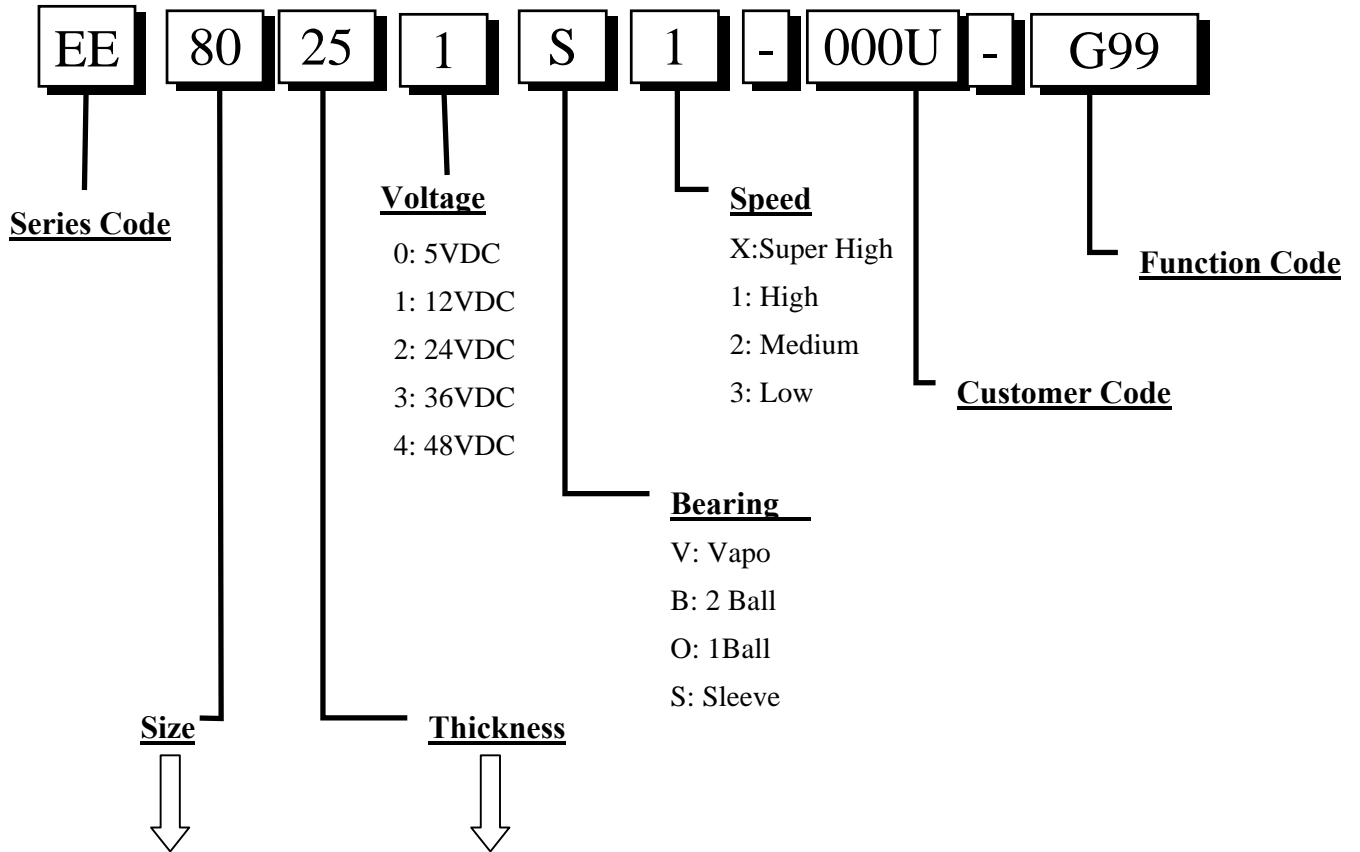 EE 80 25 1 S 1 - 000U - G99
Series Code
Voltage
0: 5VDC
1: 12VDC
2: 24VDC
3: 36VDC
4: 48VDC
Speed
X:Super High
1: High
2: Medium
3: Low
Function Code
Customer Code
Bearing
V: Vapo
B: 2 Ball
O: 1Ball
S: Sleeve
Size
Thickness